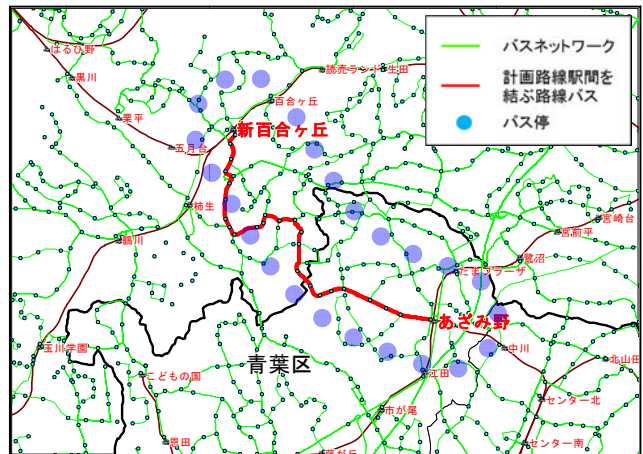 はるひ野
黒川
栗平
五月台
読売ランド
生田
百合ヶ丘
新百合ヶ丘
柿生
鶴川
玉川学園
こどもの国
恩田
青葉区
市が尾
藤が丘
江田
あざみ野
たまプラーザ
鷺沼
宮前平
宮崎台
中川
北山田
センター北
センター南
バスネットワーク
計画路線駅間を
結ぶ路線バス
バス停